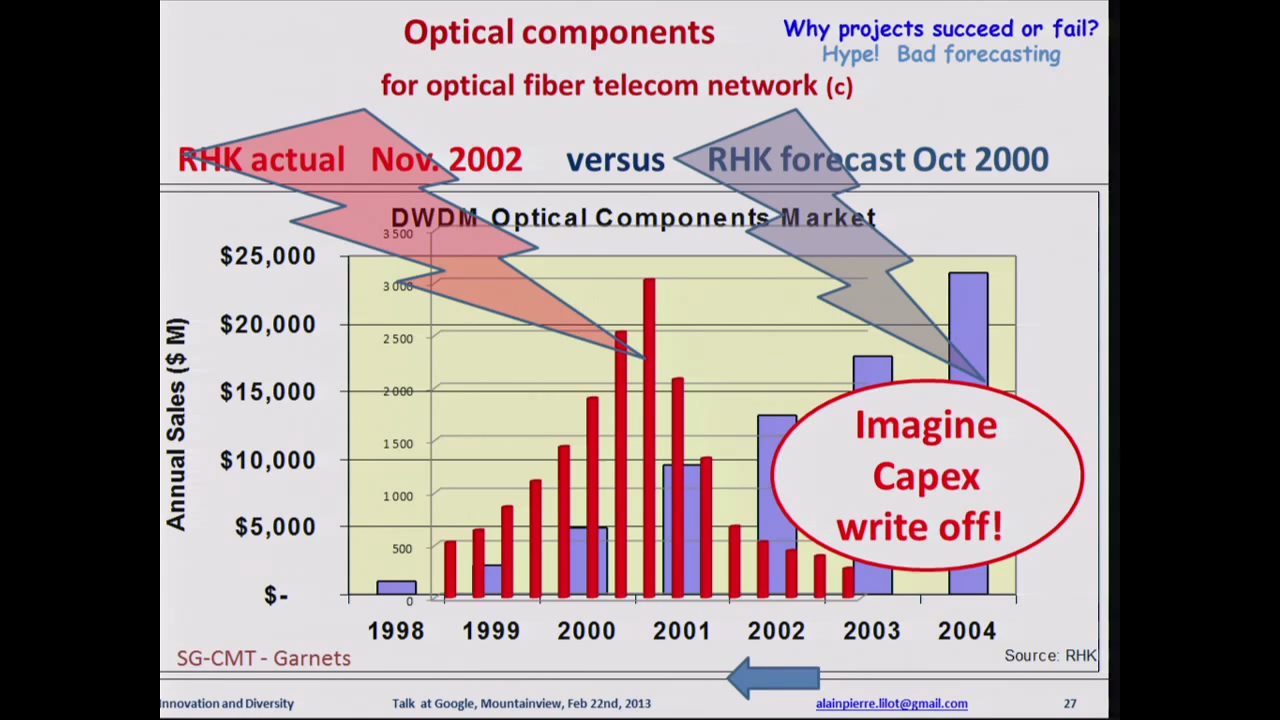 Optical components
Why projects succeed or fail?
Hype! Bad forecasting
for optical fiber telecom network (c)
RHK actual Nov. 2002 versus RHK forecast Oct 2000
DWDM Optical Components Market
Annual Sales ($ M)
$25,000
$20,000
$15,000
$10,000
$5,000
$-
3 500
3 000
2 500
2 000
1 500
1 000
500
0
1998 1999 2000 2001 2002 2003 2004
Imagine
Capex
write off!
SG-CMT - Garnets
Source: RHK
Innovation and Diversity
Talk at Google, Mountainview, Feb 22nd, 2013
alainpierre.lilot@gmail.com
27